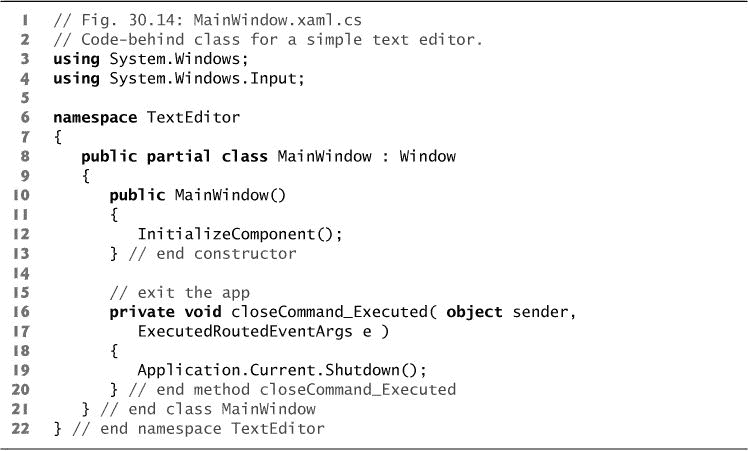 1 // Fig. 30.14: MainWindow.xaml.cs
2 // Code-behind class for a simple text editor.
3 using System.Windows;
4 using System.Windows.Input;
5
6 namespace TextEditor
7 {
8 public partial class MainWindow : Window
9 {
10 public MainWindow()
11 {
12 InitializeComponent();
13 } // end constructor
14
15 // exit the app
16 private void closeCommand_Executed( object sender,
17 ExecutedRoutedEventArgs e )
18 {
19 Application.Current.Shutdown();
20 } // end method closeCommand_Executed
21 } // end class MainWindow
22 } // end namespace TextEditor